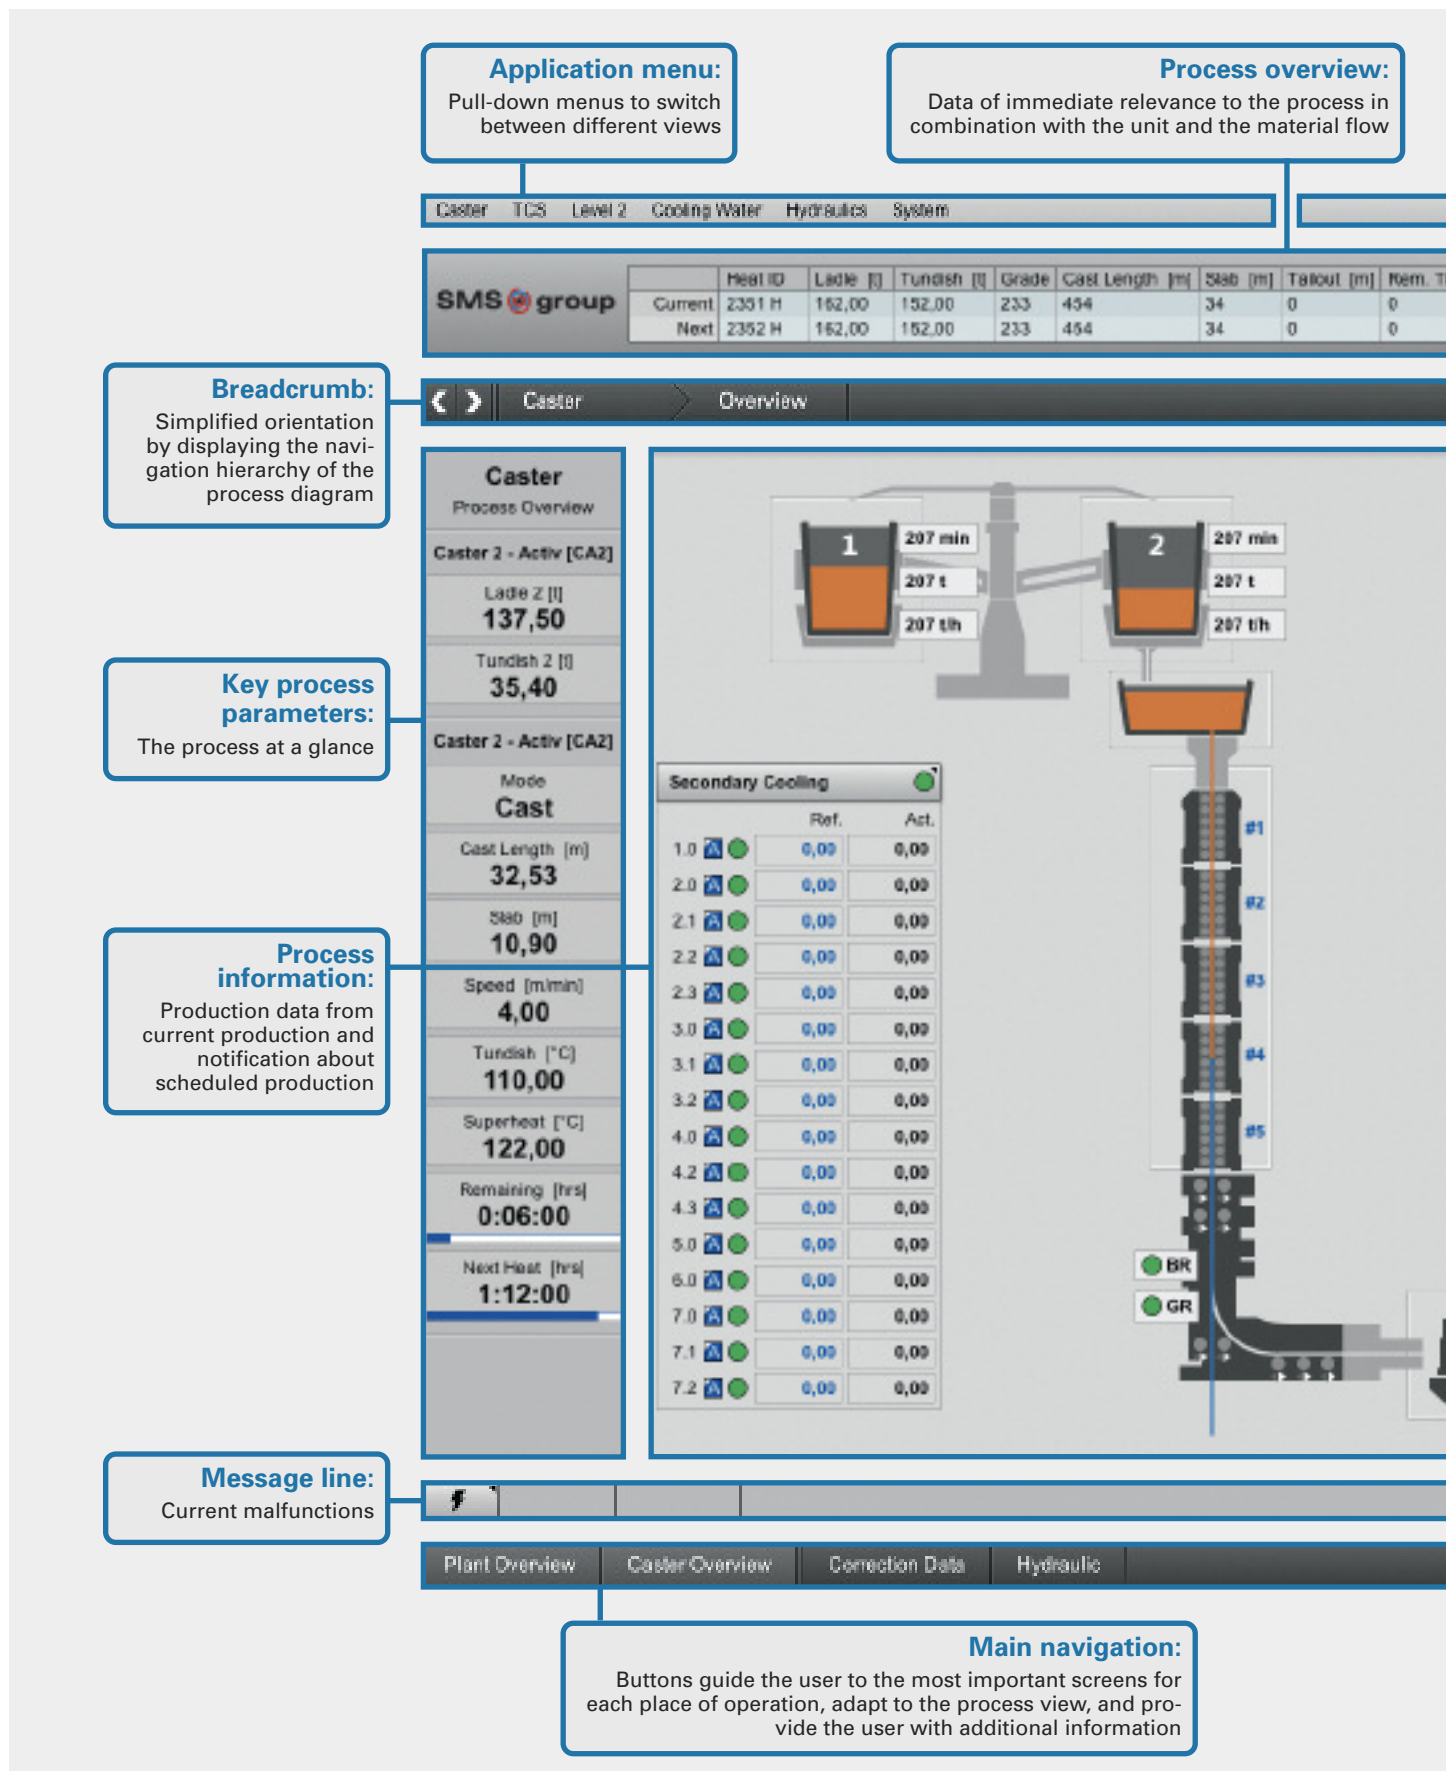 Application menu:
Pull-down menus to switch
between different views
Process overview:
Data of immediate relevance to the process in
combination with the unit and the material flow
Caster TCS Level 2 Cooling Water Hydraulics System
SMS group
Heat ID Ladle [t] Tundish [t] Grade Cast Length [m] Slab [m] Tailout [m] Rem.
Current 2351 H 162,00 152,00 233 454 34 0 0
Next 2352 H 162,00 152,00 233 454 34 0 0
Breadcrumb:
Simplified orientation
by displaying the navi-
gation hierarchy of the
process diagram
Caster Overview
Caster
Process Overview
Caster 2 - Activ [CA2]
Ladle 2 [t]
137,50
Tundish 2 [t]
35,40
Caster 2 - Activ [CA2]
Mode
Cast
Cast Length [m]
32,53
Slab [m]
10,90
Speed [m/min]
4,00
Tundish [°C]
110,00
Superheat [°C]
122,00
Remaining [hrs]
0:06:00
Next Heat [hrs]
1:12:00
Key process
parameters:
The process at a glance
Process
information:
Production data from
current production and
notification about
scheduled production
1
207 min
207 t
207 t/h
2
207 min
207 t
207 t/h
Secondary Cooling
Ref. Act.
1.0 A 0,00 0,00
2.0 A 0,00 0,00
2.1 A 0,00 0,00
2.2 A 0,00 0,00
2.3 A 0,00 0,00
3.0 A 0,00 0,00
3.1 A 0,00 0,00
3.2 A 0,00 0,00
4.0 A 0,00 0,00
4.2 A 0,00 0,00
4.3 A 0,00 0,00
5.0 A 0,00 0,00
6.0 A 0,00 0,00
7.0 A 0,00 0,00
7.1 A 0,00 0,00
7.2 A 0,00 0,00
#1
#2
#3
#4
#5
BR
GR
Message line:
Current malfunctions
Plant Overview Caster Overview Correction Data Hydraulic
Main navigation:
Buttons guide the user to the most important screens for
each place of operation, adapt to the process view, and pro-
vide the user with additional information